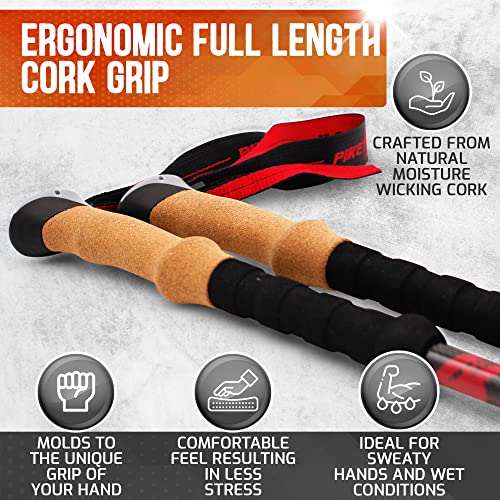 ERGONOMIC FULL LENGTH
CORK GRIP
CRAFTED FROM
NATURAL
MOISTURE
WICKING CORK
PIKE
MOLDS TO
THE UNIQUE
GRIP OF
YOUR HAND
COMFORTABLE
FEEL RESULTING
IN LESS
STRESS
IDEAL FOR
SWEATY
HANDS AND WET
CONDITIONS